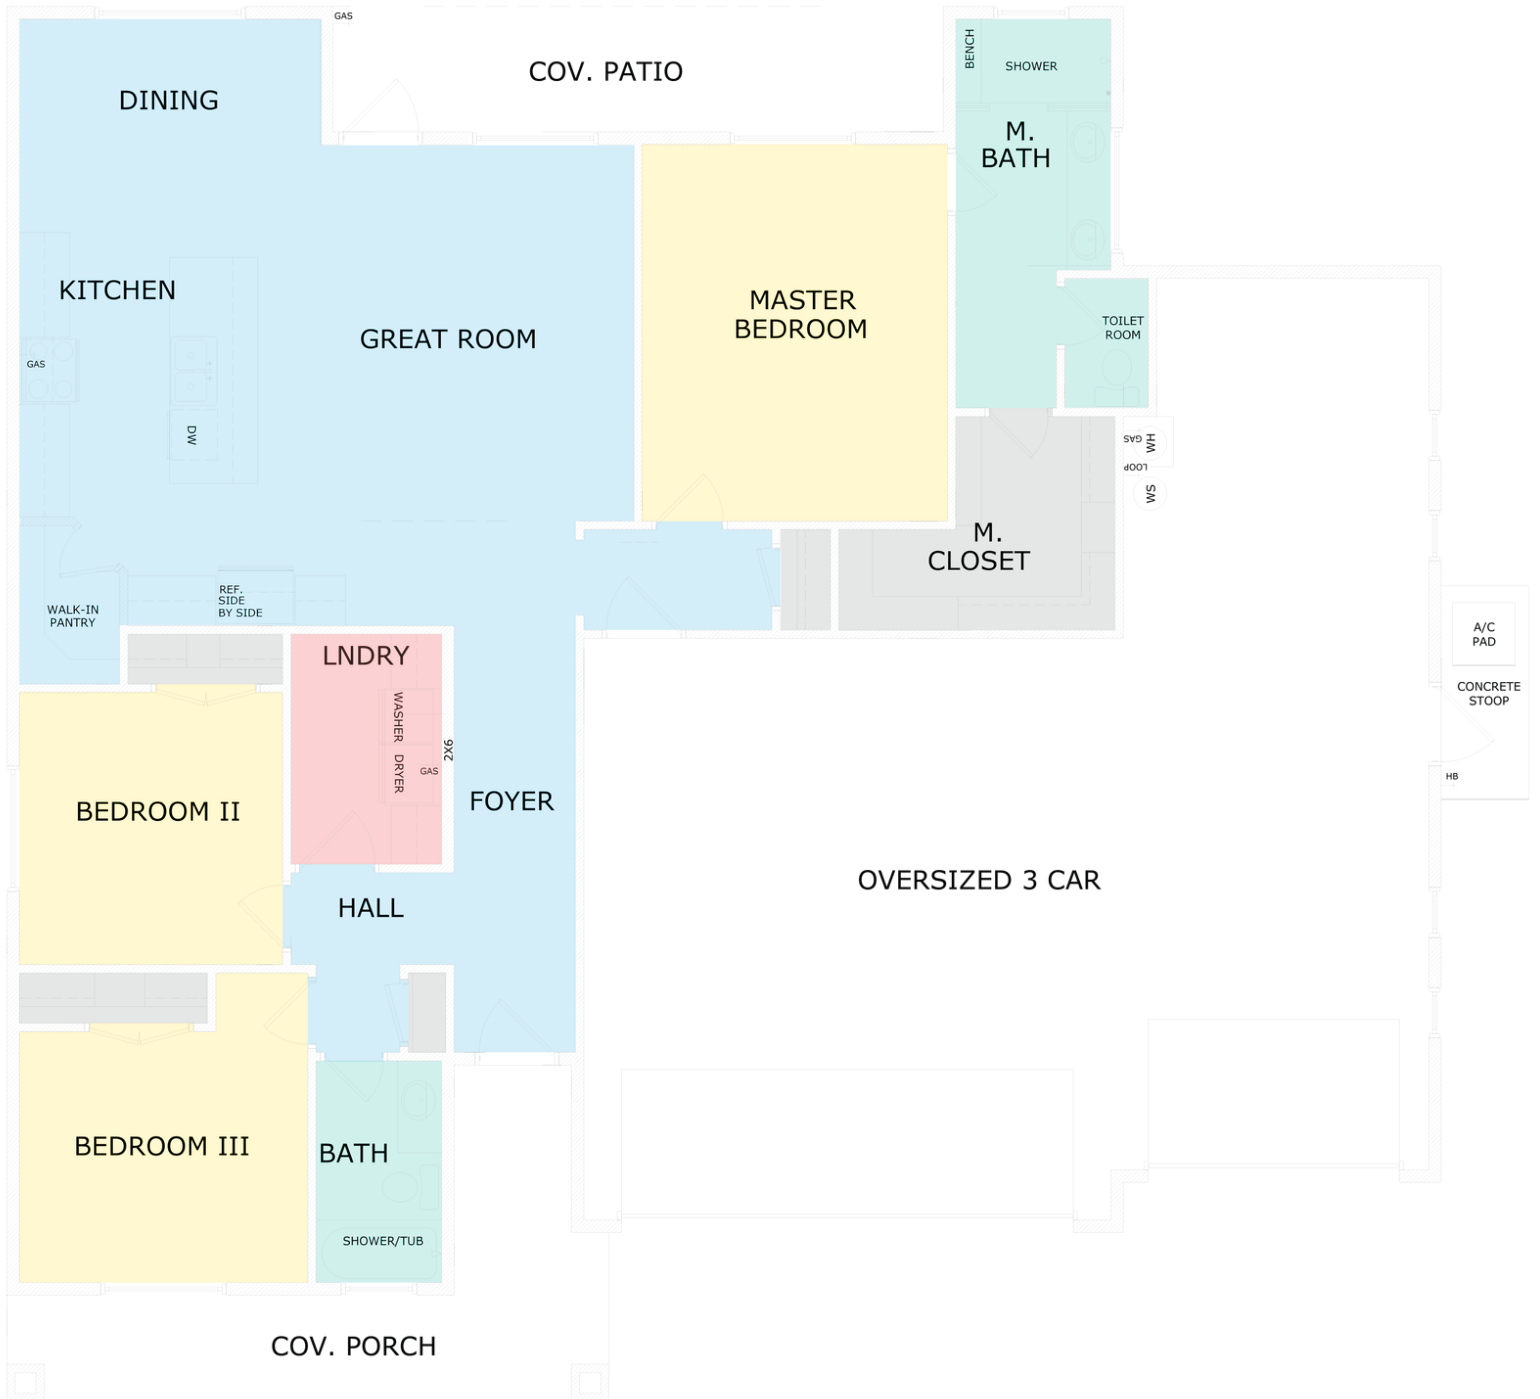 GAS
COV. PATIO
BENCH
SHOWER
DINING
M.
BATH
KITCHEN
GREAT ROOM
MASTER
BEDROOM
TOILET
ROOM
GAS
DW
GAS
WH
LOOP
SW
M.
CLOSET
REF.
SIDE
BY SIDE
WALK-IN
PANTRY
A/C
PAD
CONCRETE
STOOP
LNDRY
WASHER
DRYER
GAS
2X6
HB
BEDROOM II
FOYER
OVERSIZED 3 CAR
HALL
BEDROOM III
BATH
SHOWER/TUB
COV. PORCH